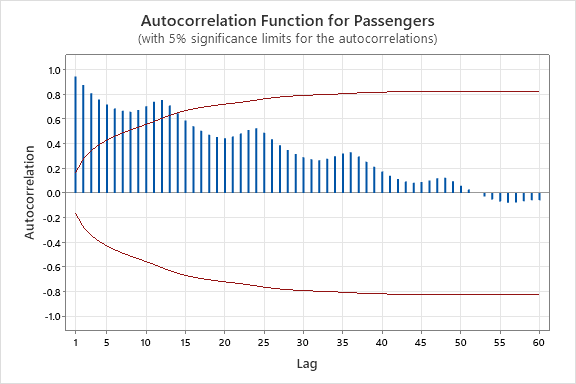 Autocorrelation Function for Passengers
(with 5% significance limits for the autocorrelations)
1.0
0.8
0.6
0.4
0.2
0.0
-0.2
-0.4
-0.6
-0.8
-1.0
Autocorrelation
1 5 10 15 20 25 30 35 40 45 50 55 60
Lag